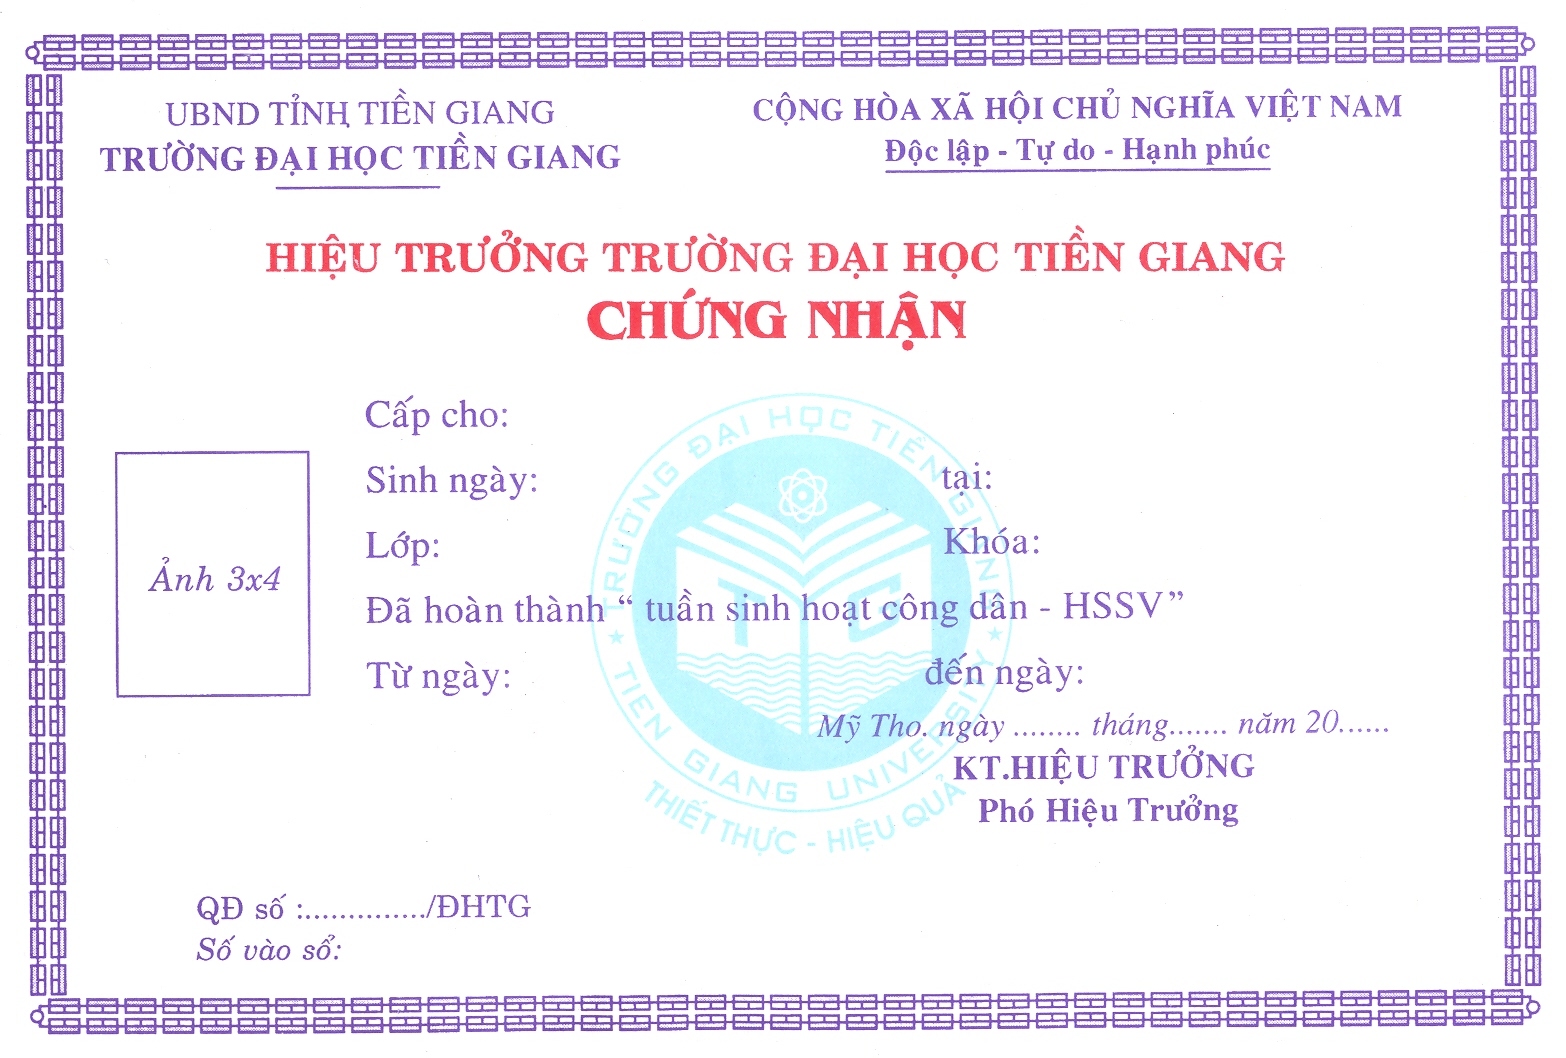 UBND TỈNH TIỀN GIANG
TRƯỜNG ĐẠI HỌC TIỀN GIANG
CỘNG HÒA XÃ HỘI CHỦ NGHĨA VIỆT NAM
Độc lập - Tự do - Hạnh phúc
HIỆU TRƯỞNG TRƯỜNG ĐẠI HỌC TIỀN GIANG
CHỨNG NHẬN
Cấp cho:
Sinh ngày: tại:
Lớp: Khóa:
Ảnh 3x4
Đã hoàn thành “ tuần sinh hoạt công dân - HSSV”
Từ ngày: đến ngày:
Mỹ Tho. ngày ........ tháng....... năm 20......
KT.HIỆU TRƯỞNG
Phó Hiệu Trưởng
QĐ số :............../ĐHTG
Số vào sổ:
TRƯỜNG ĐẠI HỌC TIỀN GIANG
TIEN GIANG UNIVERSIY
T C
THIẾT THỰC - HIỆU QUẢ